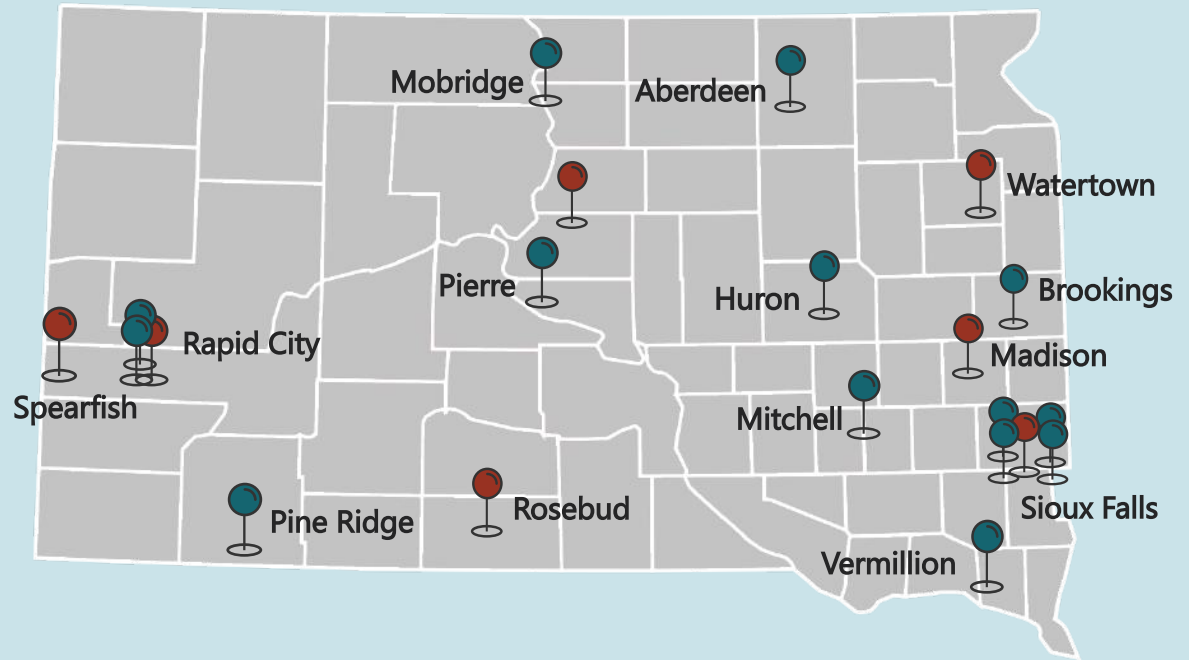 Mobridge
Aberdeen
Watertown
Pierre
Huron
Brookings
Rapid City
Madison
Spearfish
Mitchell
Rosebud
Sioux Falls
Pine Ridge
Vermillion